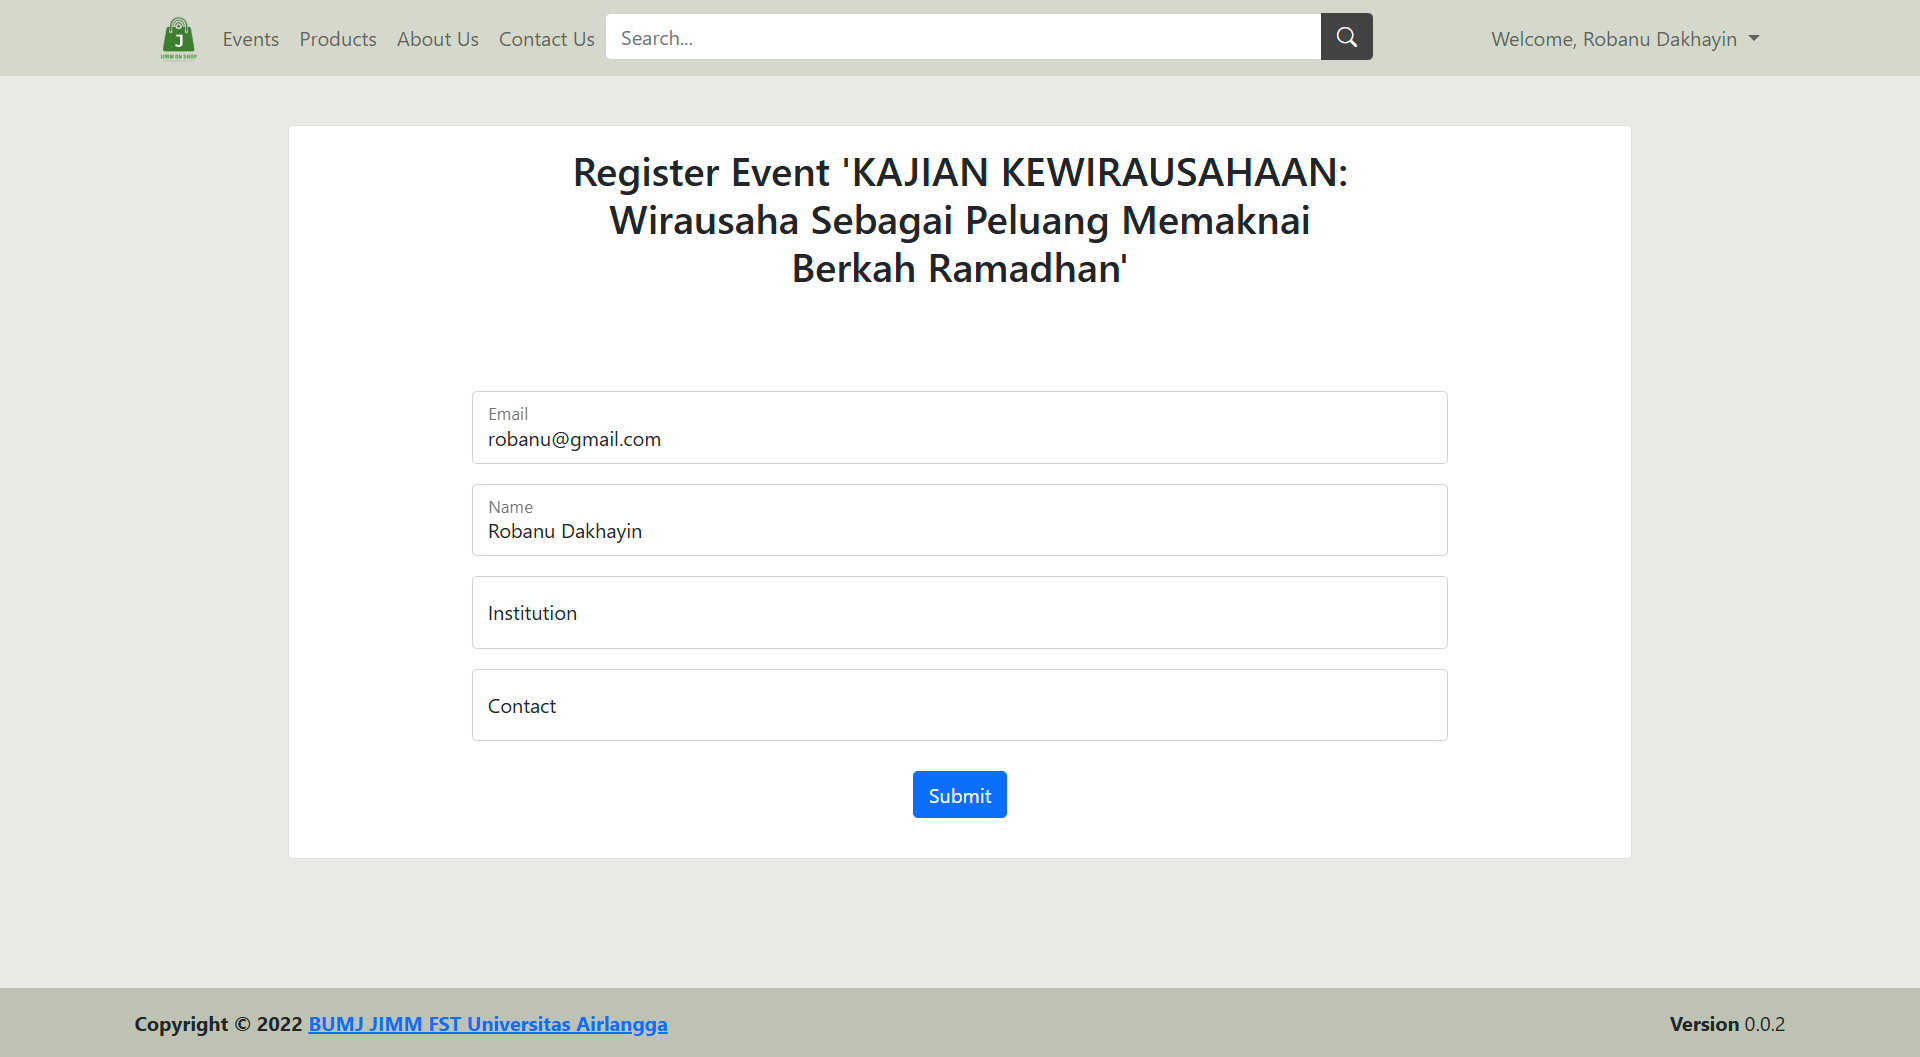 J
JIMM ON SHOP
Events
Products
About Us
Contact Us
Search...
Welcome, Robanu Dakhayin
Register Event 'KAJIAN KEWIRAUSAHAAN:
Wirausaha Sebagai Peluang Memaknai
Berkah Ramadhan'
Email
robanu@gmail.com
Name
Robanu Dakhayin
Institution
Contact
Submit
Copyright © 2022 BUMJ JIMM FST Universitas Airlangga
Version 0.0.2